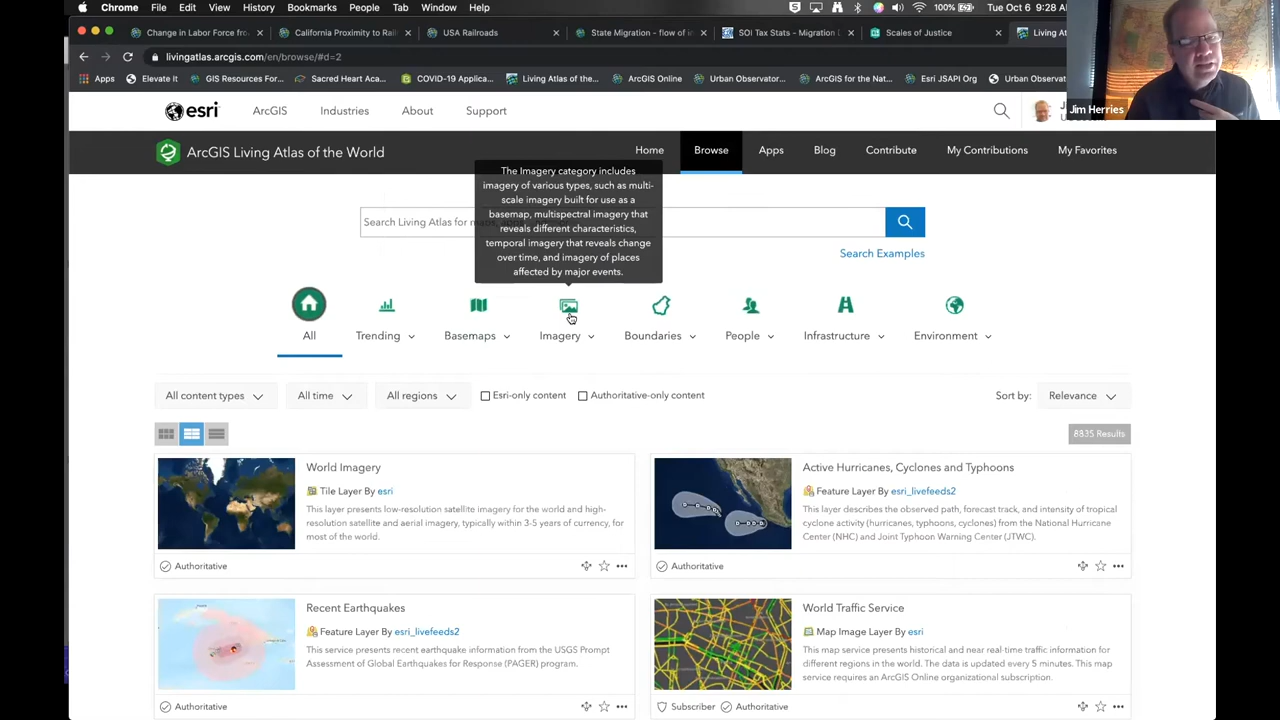 Chrome File Edit View History Bookmarks People Tab Window Help 100% Tue Oct 6 9:28 A
Change in Labor Force fro California Proximity to Rail USA Railroads State Migration - flow of i SOI Tax Stats - Migration D Scales of Justice Living Atl
livingatlas.arcgis.com/en/browse/#d=2
Apps Elevate It GIS Resources For... Sacred Heart Aca... COVID-19 Applica... Living Atlas of the... ArcGIS Online Urban Observator... ArcGIS for the Nat... Esri JSAPI Org Urban Observa
Jim Herries
esri ArcGIS Industries About Support
ArcGIS Living Atlas of the World Home Browse Apps Blog Contribute My Contributions My Favorites
The Imagery category includes
imagery of various types, such as multi-
scale imagery built for use as a
basemap, multispectral imagery that
reveals different characteristics,
temporal imagery that reveals change
over time, and imagery of places
affected by major events.
Search Living Atlas for
Search Examples
All Trending Basemaps Imagery Boundaries People Infrastructure Environment
All content types All time All regions Esri-only content Authoritative-only content Sort by: Relevance
8835 Results
World Imagery
Tile Layer By esri
This layer presents low-resolution satellite imagery for the world and high-
resolution satellite and aerial imagery, typically within 3-5 years of currency, for
most of the world.
Authoritative
Active Hurricanes, Cyclones and Typhoons
Feature Layer By esri_livefeeds2
This layer describes the observed path, forecast track, and intensity of tropical
cyclone activity (hurricanes, typhoons, cyclones) from the National Hurricane
Center (NHC) and Joint Typhoon Warning Center (JTWC).
Authoritative
Recent Earthquakes
Feature Layer By esri_livefeeds2
This service presents recent earthquake information from the USGS Prompt
Assessment of Global Earthquakes for Response (PAGER) program.
Authoritative
World Traffic Service
Map Image Layer By esri
This map service presents historical and near real-time traffic information for
different regions in the world. The data is updated every 5 minutes. This map
service requires an ArcGIS Online organizational subscription.
Subscriber Authoritative